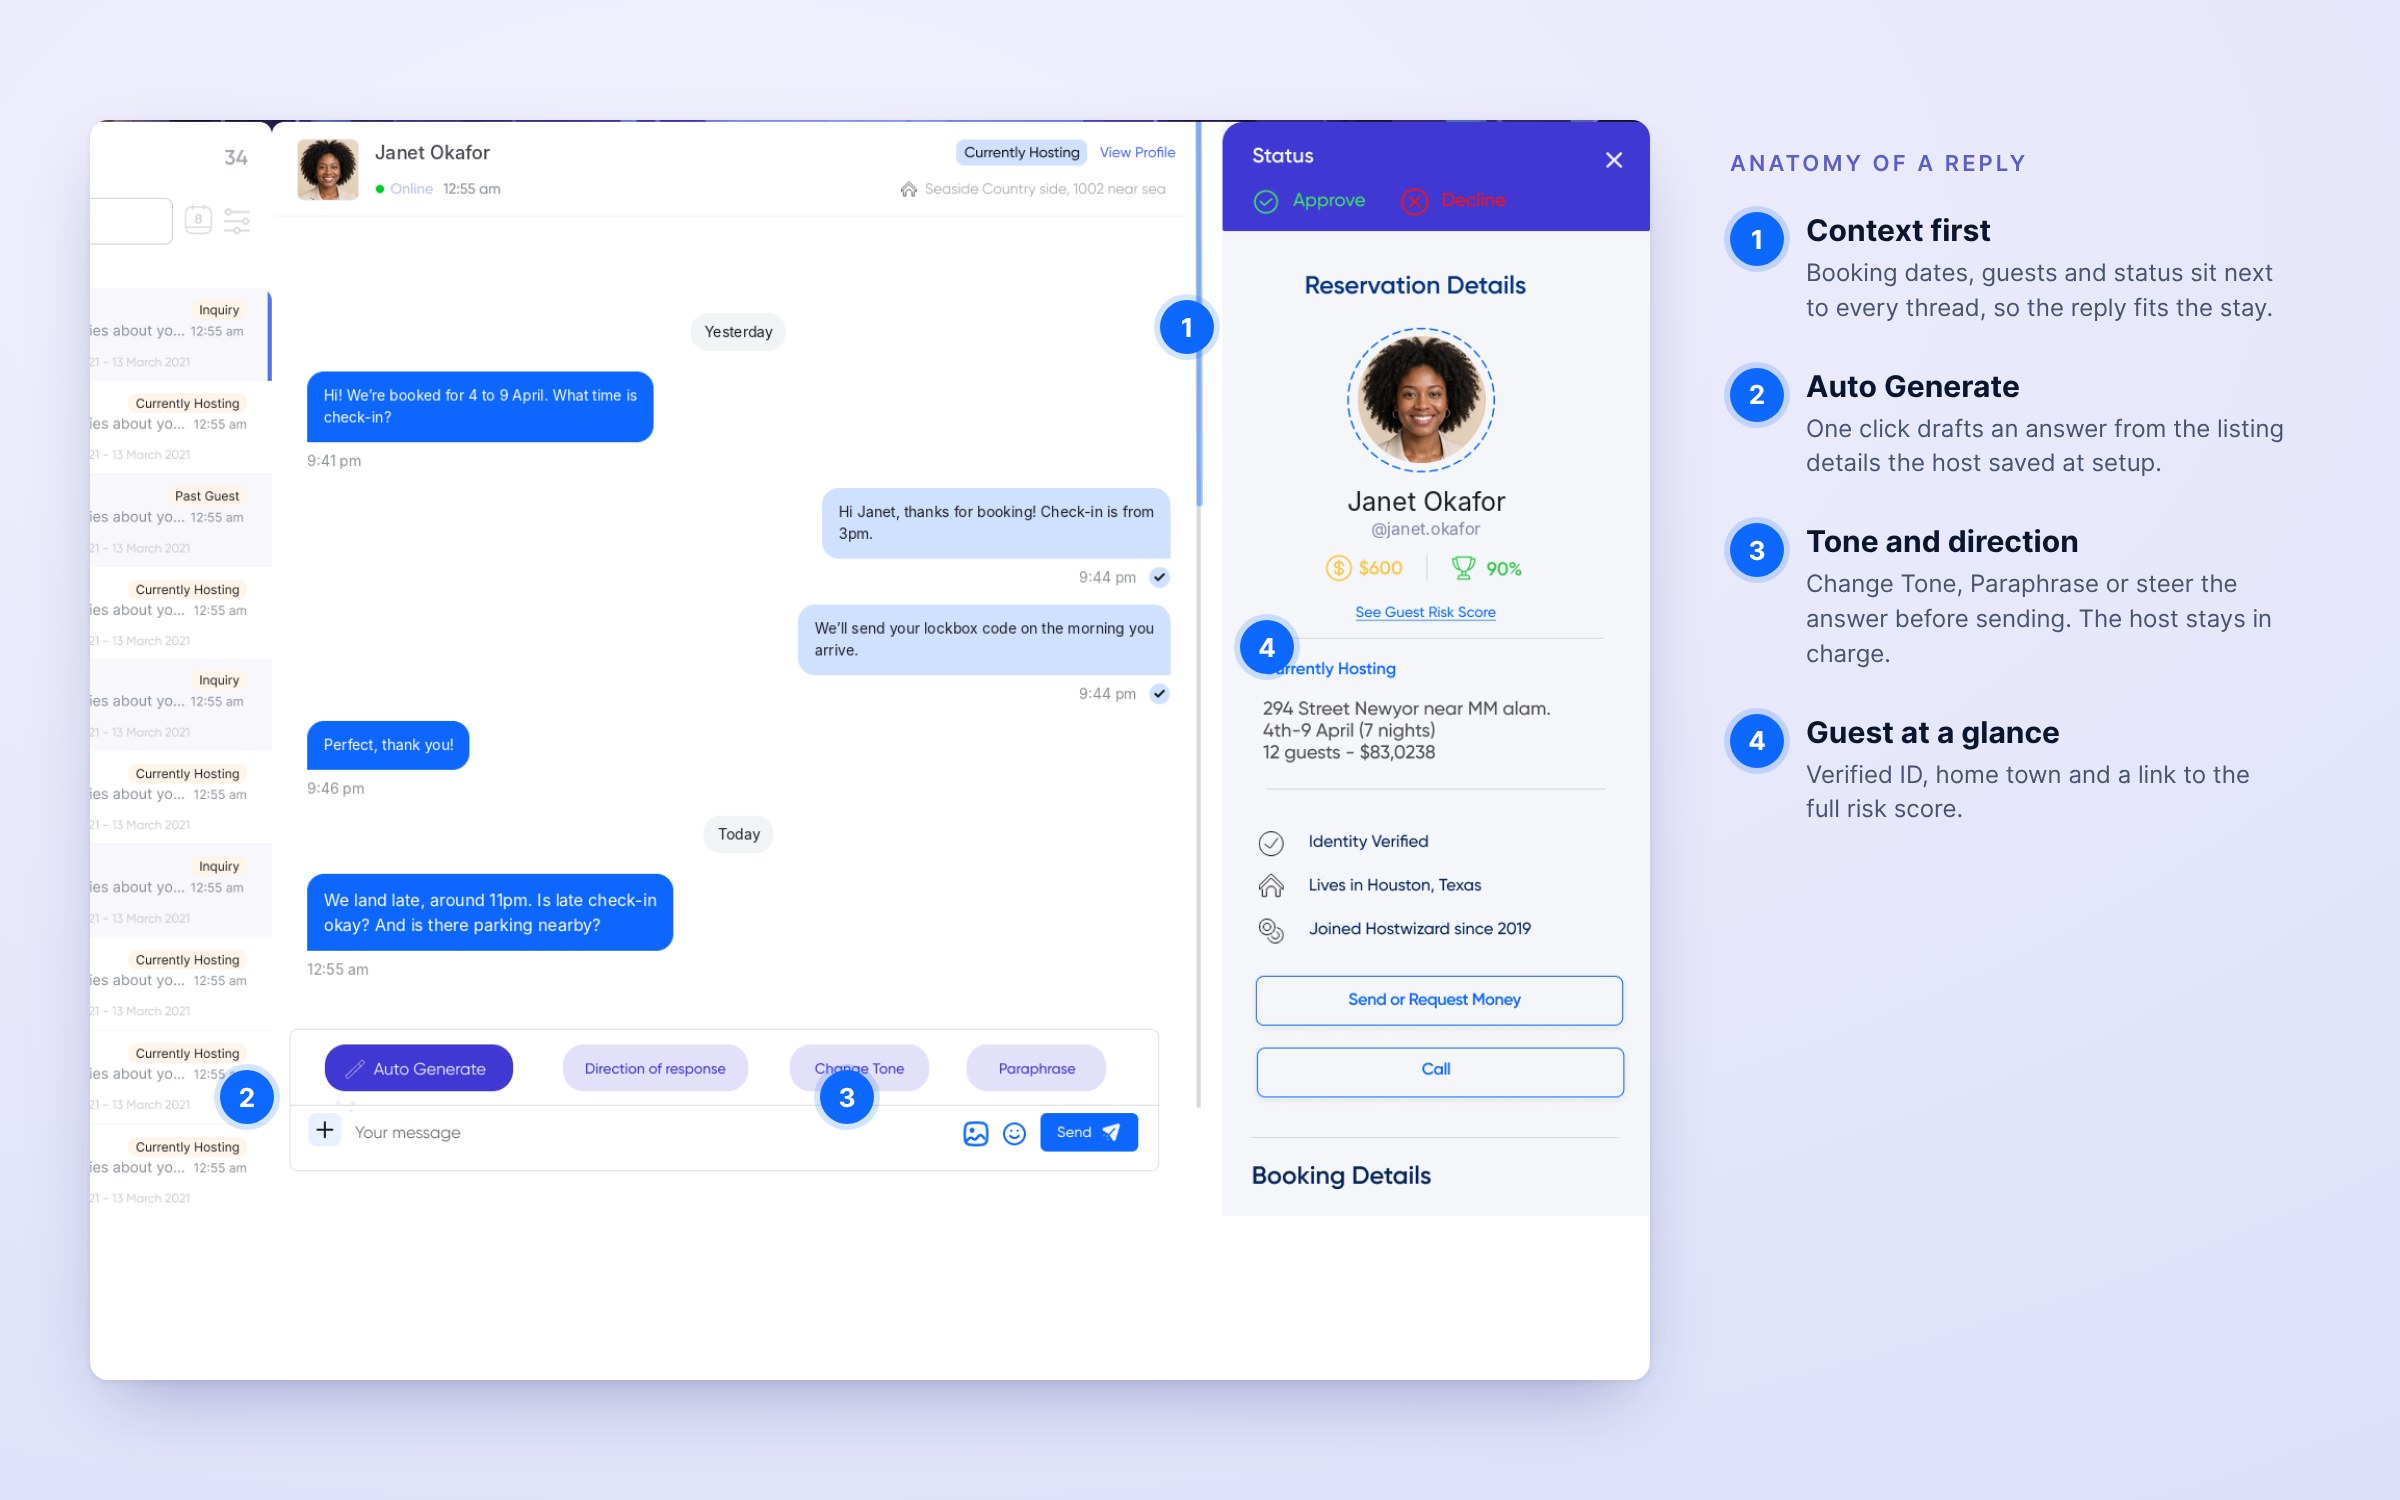 34
8
Inquiry
ies about yo... 12:55 am
21 - 13 March 2021
Currently Hosting
ies about yo... 12:55 am
21 - 13 March 2021
Past Guest
ies about yo... 12:55 am
21 - 13 March 2021
Currently Hosting
ies about yo... 12:55 am
21 - 13 March 2021
Inquiry
ies about yo... 12:55 am
21 - 13 March 2021
Currently Hosting
ies about yo... 12:55 am
21 - 13 March 2021
Inquiry
ies about yo... 12:55 am
21 - 13 March 2021
Currently Hosting
ies about yo... 12:55 am
21 - 13 March 2021
Currently Hosting
ies about yo... 12:55
21 - 13 March 2021
2
Currently Hosting
ies about yo... 12:55 am
21 - 13 March 2021
Janet Okafor
Online 12:55 am
Currently Hosting View Profile
Seaside Country side, 1002 near sea
Yesterday
1
Hi! We're booked for 4 to 9 April. What time is
check-in?
9:41 pm
Hi Janet, thanks for booking! Check-in is from
3pm.
9:44 pm
We'll send your lockbox code on the morning you
arrive.
9:44 pm
Perfect, thank you!
9:46 pm
Today
We land late, around 11pm. Is late check-in
okay? And is there parking nearby?
12:55 am
Auto Generate Direction of response Change Tone Paraphrase
3
Your message Send
Status
Approve Decline
Reservation Details
Janet Okafor
@janet.okafor
$600 90%
See Guest Risk Score
4
urrently Hosting
294 Street Newyor near MM alam.
4th-9 April (7 nights)
12 guests - $83,0238
Identity Verified
Lives in Houston, Texas
Joined Hostwizard since 2019
Send or Request Money
Call
Booking Details
ANATOMY OF A REPLY
1 Context first
Booking dates, guests and status sit next
to every thread, so the reply fits the stay.
2 Auto Generate
One click drafts an answer from the listing
details the host saved at setup.
3 Tone and direction
Change Tone, Paraphrase or steer the
answer before sending. The host stays in
charge.
4 Guest at a glance
Verified ID, home town and a link to the
full risk score.